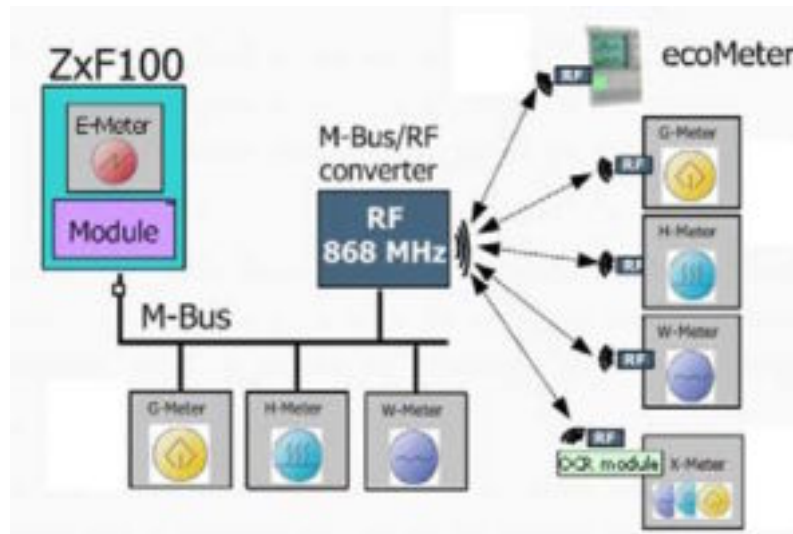 ZxF100
E-Meter
Module
M-Bus
G-Meter
H-Meter
W-Meter
M-Bus/RF
converter
RF
868 MHz
RF
ecoMeter
RF
G-Meter
RF
H-Meter
RF
W-Meter
RF
OCR module
X-Meter